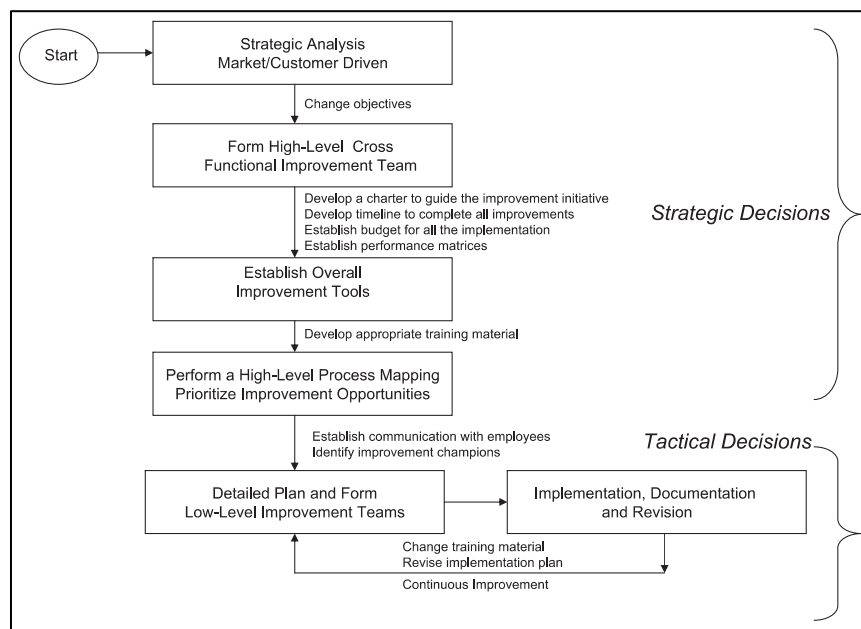 Start
Strategic Analysis
Market/Customer Driven
Change objectives
Form High-Level Cross
Functional Improvement Team
Develop a charter to guide the improvement initiative
Develop timeline to complete all improvements
Establish budget for all the implementation
Establish performance matrices
Strategic Decisions
Establish Overall
Improvement Tools
Develop appropriate training material
Perform a High-Level Process Mapping
Prioritize Improvement Opportunities
Establish communication with employees
Identify improvement champions
Tactical Decisions
Detailed Plan and Form
Low-Level Improvement Teams
Implementation, Documentation
and Revision
Change training material
Revise implementation plan
Continuous Improvement